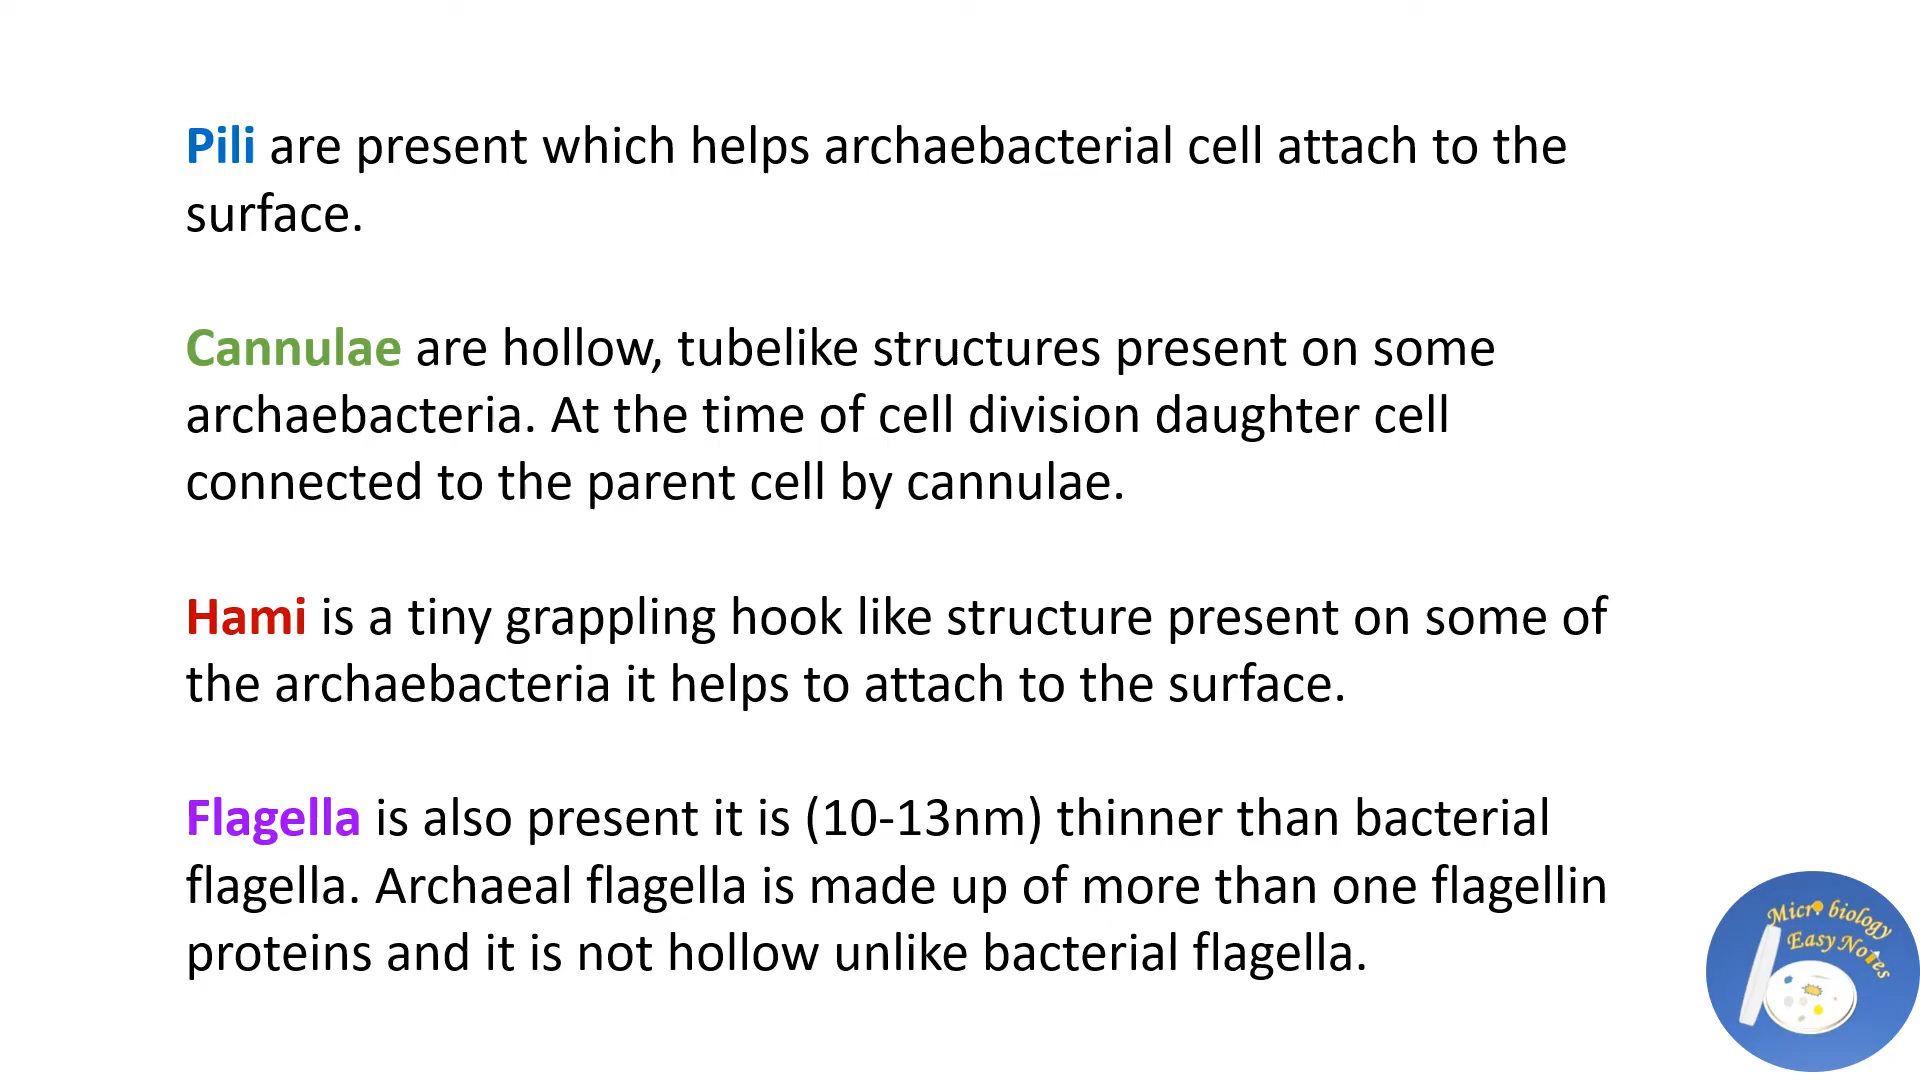 Pili are present which helps archaebacterial cell attach to the
surface.
Cannulae are hollow, tubelike structures present on some
archaebacteria. At the time of cell division daughter cell
connected to the parent cell by cannulae.
Hami is a tiny grappling hook like structure present on some of
the archaebacteria it helps to attach to the surface.
Flagella is also present it is (10-13nm) thinner than bacterial
flagella. Archaeal flagella is made up of more than one flagellin
proteins and it is not hollow unlike bacterial flagella.
Micro biology
Easy Notes